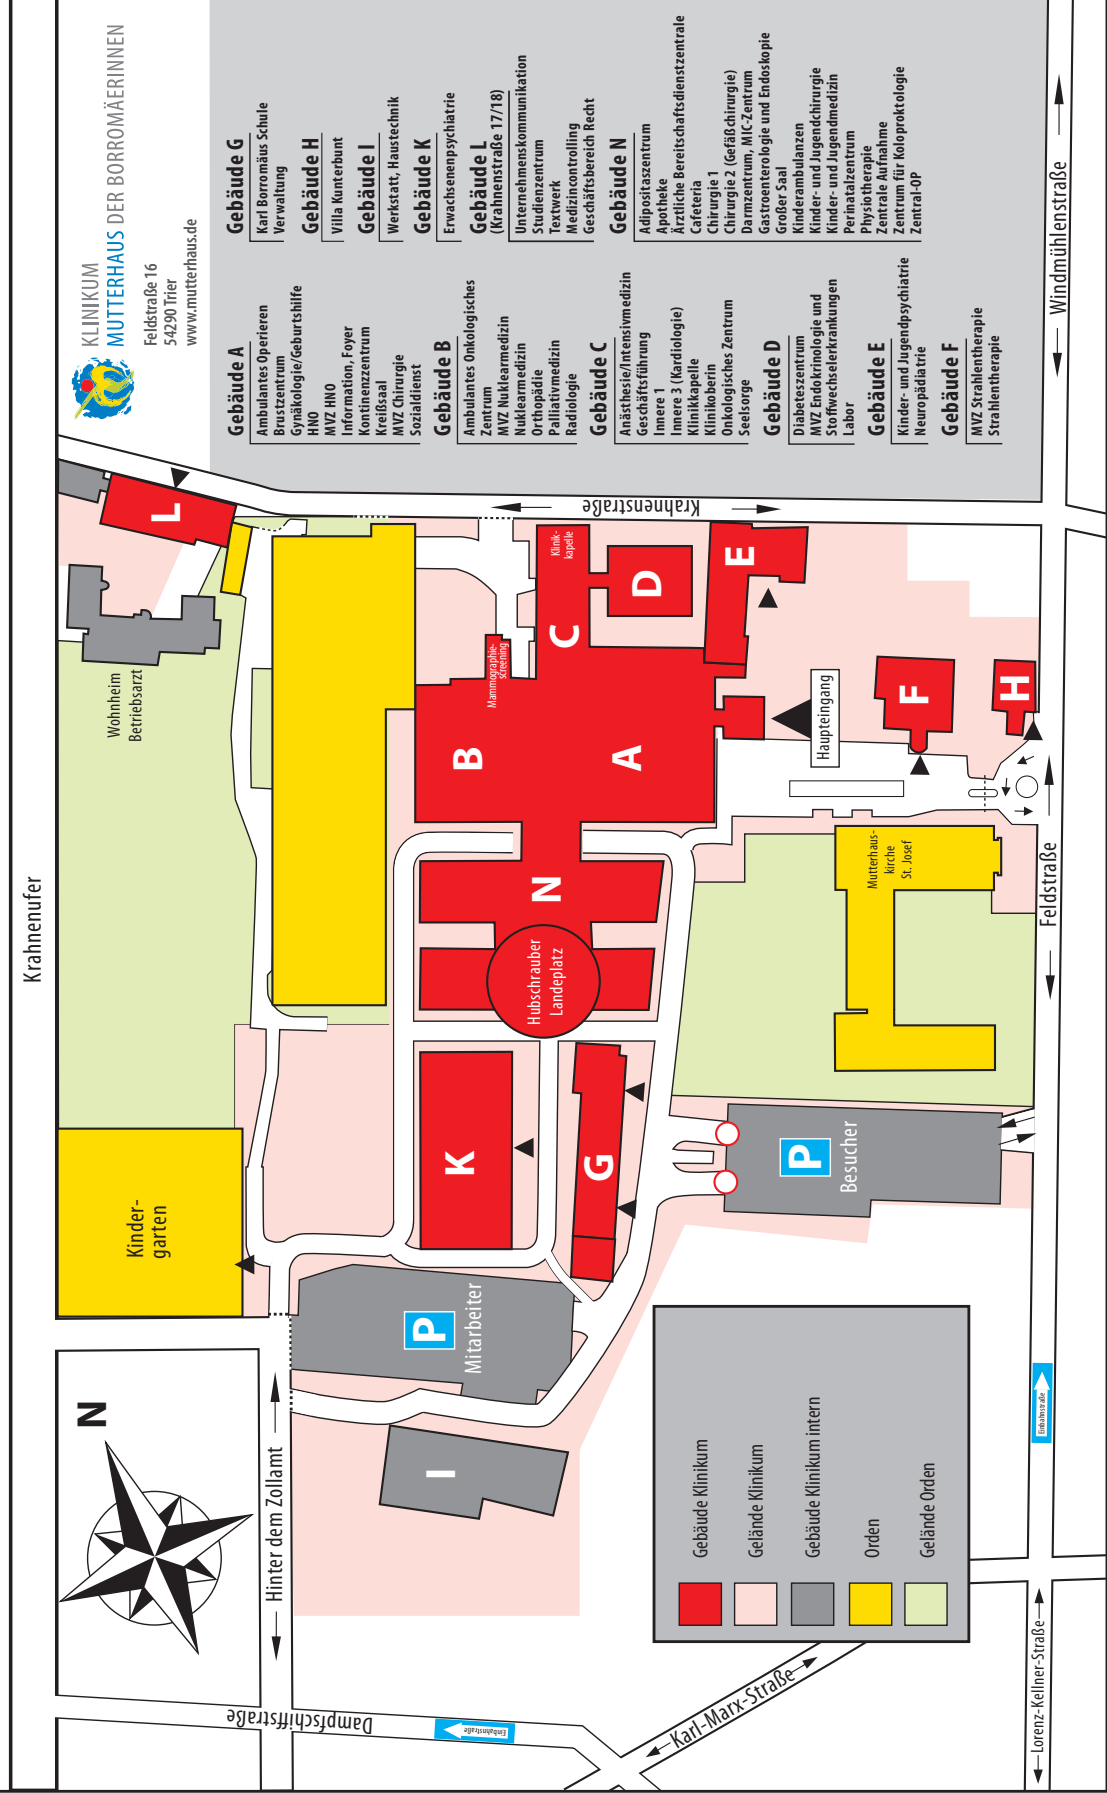 KLINIKUM
MUTTERHAUS DER BORROMÄERINNEN
Feldstraße 16
54290 Trier
www.mutterhaus.de
Gebäude A
Ambulantes Operieren
Brustzentrum
Gynäkologie/Geburtshilfe
HNO
MVZ HNO
Information, Foyer
Kontinenzzentrum
Kreißsaal
MVZ Chirurgie
Sozialdienst
Gebäude B
Ambulantes Onkologisches
Zentrum
MVZ Nuklearmedizin
Nuklearmedizin
Orthopädie
Palliativmedizin
Radiologie
Gebäude C
Anästhesie/Intensivmedizin
Geschäftsführung
Innere 1
Innere 3 (Kardiologie)
Klinikkapelle
Klinikoberin
Onkologisches Zentrum
Seelsorge
Gebäude D
Diabeteszentrum
MVZ Endokrinologie und
Stoffwechselerkrankungen
Labor
Gebäude E
Kinder- und Jugendpsychiatrie
Neuropädiatrie
Gebäude F
MVZ Strahlentherapie
Strahlentherapie
Gebäude G
Karl Borromäus Schule
Verwaltung
Gebäude H
Villa Kunterbunt
Gebäude I
Werkstatt, Haustechnik
Gebäude K
Erwachsenenpsychiatrie
Gebäude L
(Krahnenstraße 17/18)
Unternehmenskommunikation
Studienzentrum
Textwerk
Medizincontrolling
Geschäftsbereich Recht
Gebäude N
Adipositaszentrum
Apotheke
Ärztliche Bereitschaftsdienstzentrale
Cafeteria
Chirurgie 1
Chirurgie 2 (Gefäßchirurgie)
Darmzentrum, MIC-Zentrum
Gastroenterologie und Endoskopie
Großer Saal
Kinderambulanzen
Kinder- und Jugendchirurgie
Kinder- und Jugendmedizin
Perinatalzentrum
Physiotherapie
Zentrale Aufnahme
Zentrum für Koloproktologie
Zentral-OP
Krahnenufer
N
Kinder-
garten
Wohnheim
Betriebsarzt
L
Hinter dem Zollamt
Dampfschiffstraße
Einbahnstraße
I
P
Mitarbeiter
K
G
Hubschrauber
Landeplatz
N
B
A
Mammographie-
screening
C
Klinik-
kapelle
D
E
Krahnenstraße
Haupteingang
F
H
Mutterhaus-
kirche
St. Josef
P
Besucher
Feldstraße
Windmühlenstraße
Einbahnstraße
Karl-Marx-Straße
Lorenz-Kellner-Straße
Gebäude Klinikum
Gelände Klinikum
Gebäude Klinikum intern
Orden
Gelände Orden